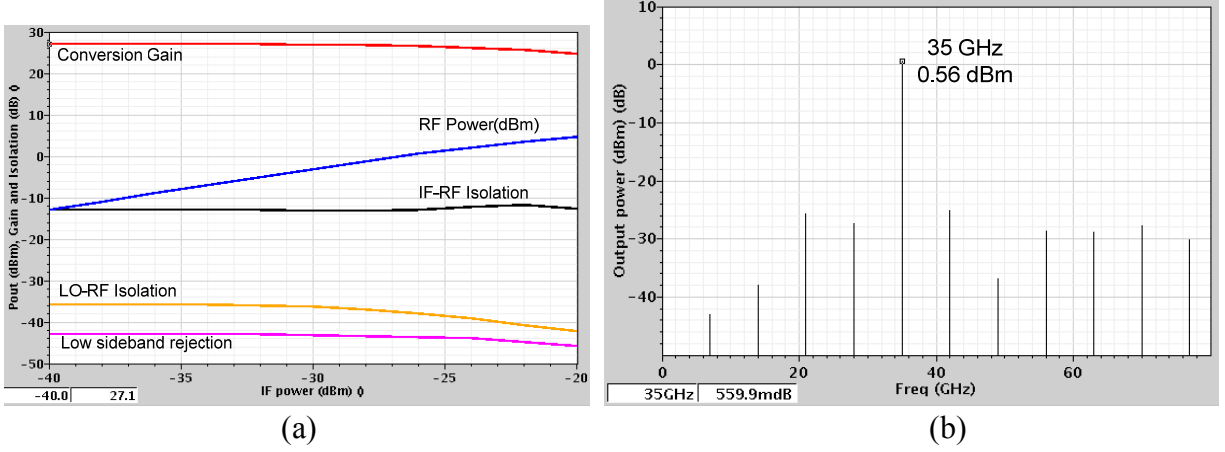 Pout (dBm), Gain and Isolation (dB) ϕ
30
20
10
0
-10
-20
-30
-40
-50
Conversion Gain
RF Power(dBm)
IF-RF Isolation
LO-RF Isolation
Low sideband rejection
-40
-35
-30
-25
-20
IF power (dBm) ϕ
-40.0 27.1
(a)
Output power (dBm) (dB)
10
0
-10
-20
-30
-40
35 GHz
0.56 dBm
0
20
40
60
Freq (GHz)
35GHz 559.9mdB
(b)